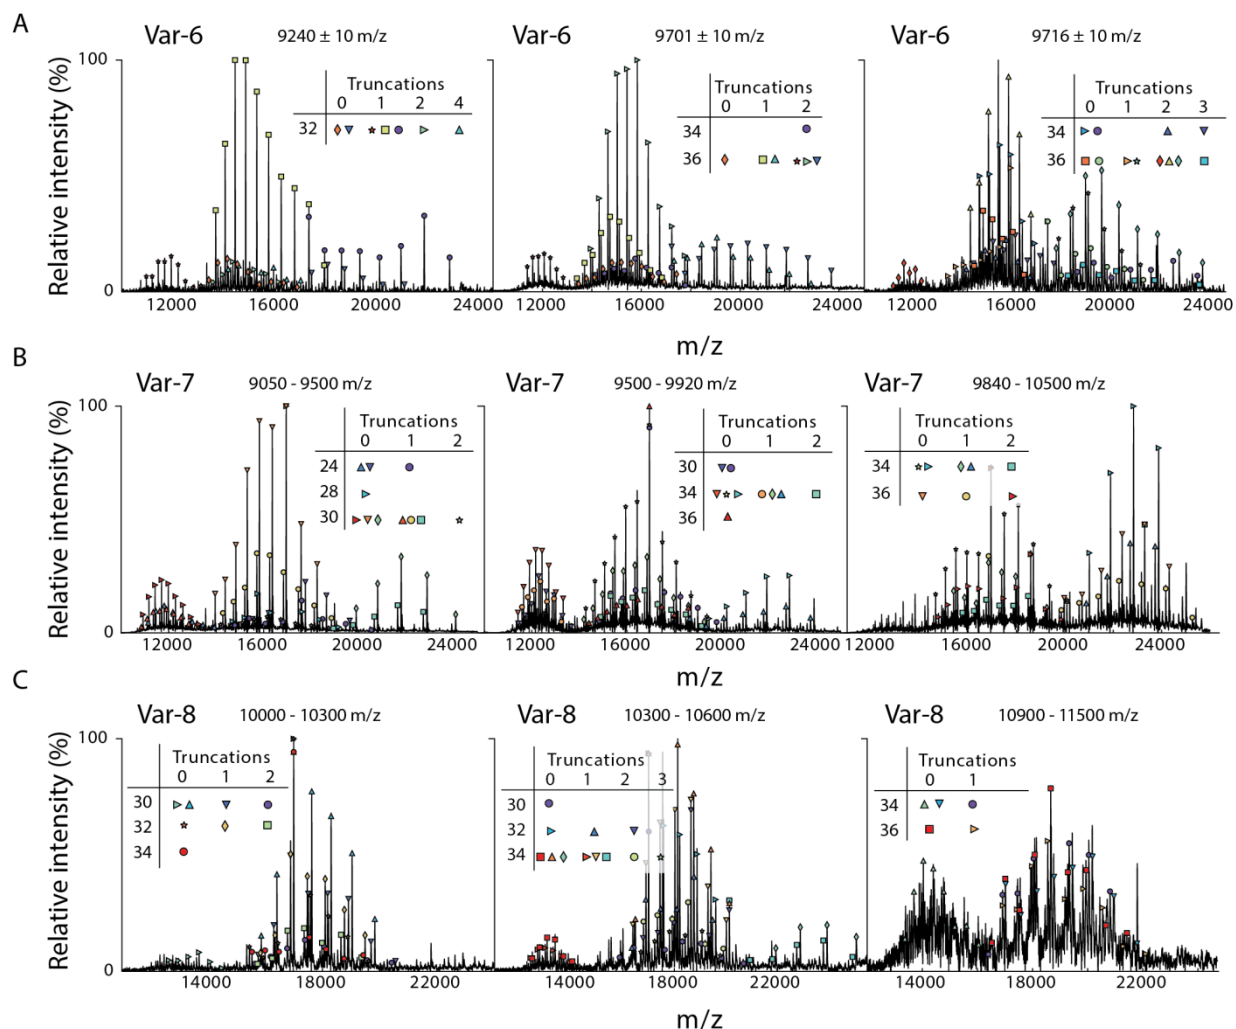 A
Var-6
9240 ± 10 m/z
Var-6
9701 ± 10 m/z
Var-6
9716 ± 10 m/z
Relative intensity (%)
100
0
Truncations
0 1 2 4
32
Truncations
0 1 2
34
36
Truncations
0 1 2 3
34
36
12000 16000 20000 24000
12000 16000 20000 24000
12000 16000 20000 24000
m/z
B
Var-7
9050 - 9500 m/z
Var-7
9500 - 9920 m/z
Var-7
9840 - 10500 m/z
Relative intensity (%)
100
0
Truncations
0 1 2
24
28
30
Truncations
0 1 2
30
34
36
Truncations
0 1 2
34
36
12000 16000 20000 24000
12000 16000 20000 24000
12000 16000 20000 24000
m/z
C
Var-8
10000 - 10300 m/z
Var-8
10300 - 10600 m/z
Var-8
10900 - 11500 m/z
Relative intensity (%)
100
0
Truncations
0 1 2
30
32
34
Truncations
0 1 2 3
30
32
34
Truncations
0 1
34
36
14000 18000 22000
14000 18000 22000
14000 18000 22000
m/z